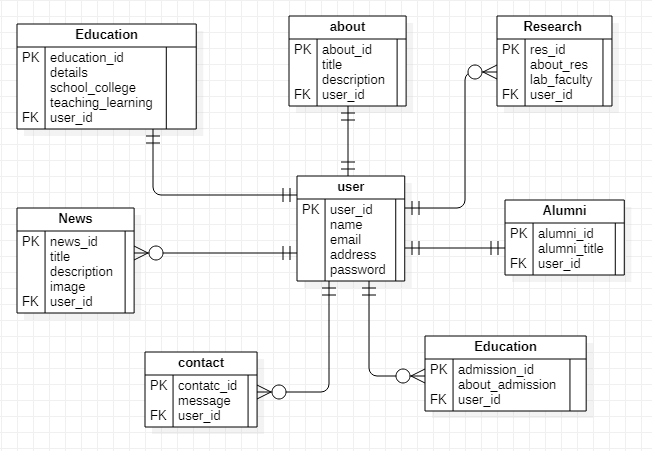 Education
PK education_id
details
school_college
teaching_learning
FK user_id
about
PK about_id
title
description
FK user_id
Research
PK res_id
about_res
lab_faculty
FK user_id
user
PK user_id
name
email
address
password
News
PK news_id
title
description
image
FK user_id
Alumni
PK alumni_id
alumni_title
FK user_id
contact
PK contatc_id
message
FK user_id
Education
PK admission_id
about_admission
FK user_id